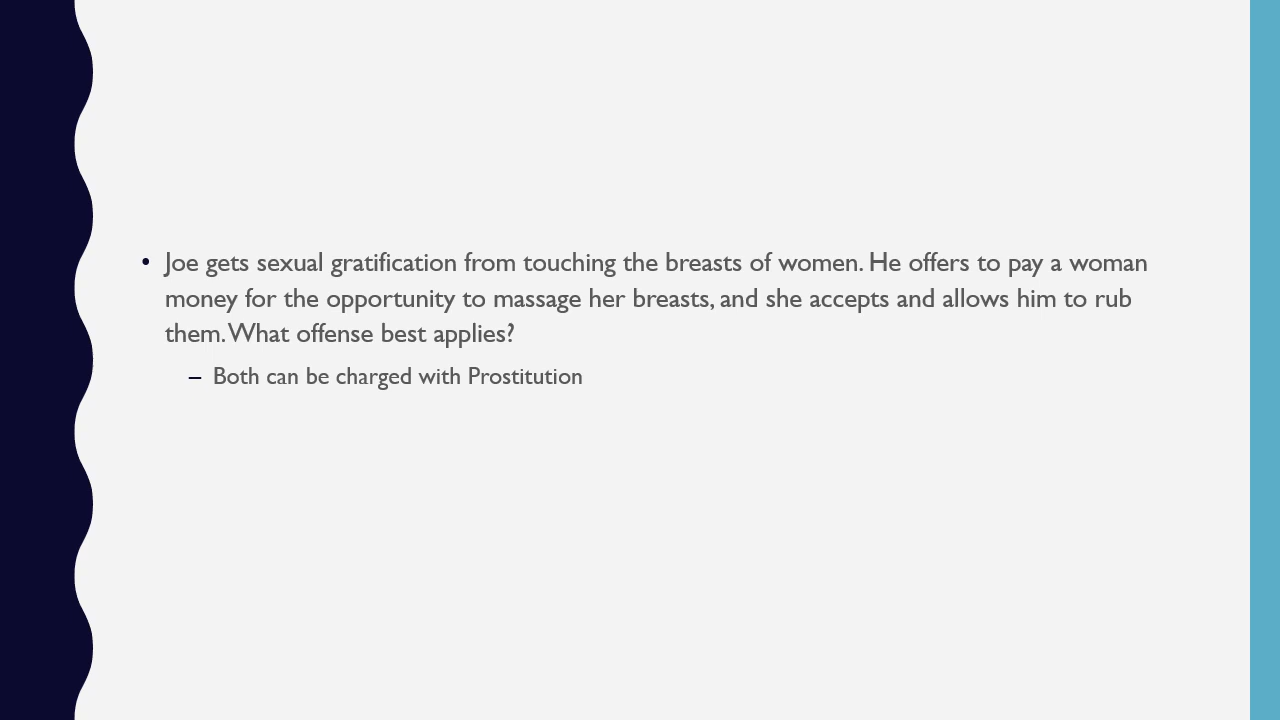 • Joe gets sexual gratification from touching the breasts of women. He offers to pay a woman
money for the opportunity to massage her breasts, and she accepts and allows him to rub
them. What offense best applies?
– Both can be charged with Prostitution